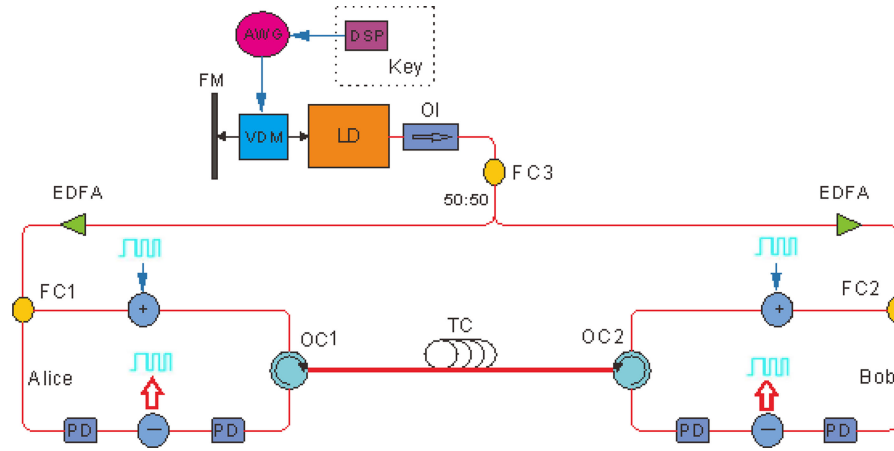 AWG
DSP
Key
FM
VDM
LD
OI
FC3
50:50
EDFA
EDFA
FC1
+
+
FC2
OC1
TC
OC2
Alice
Bob
PD
−
PD
PD
−
PD